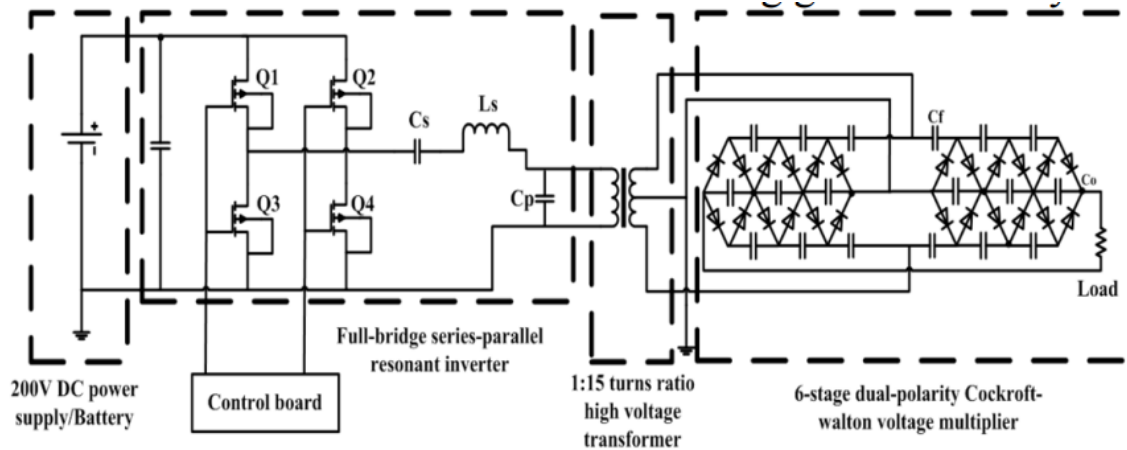 Q1
Q2
Cs
Ls
Cf
Cp
Q3
Q4
Co
+
-
Load
Full-bridge series-parallel
resonant inverter
200V DC power
supply/Battery
Control board
1:15 turns ratio
high voltage
transformer
6-stage dual-polarity Cockroft-
walton voltage multiplier